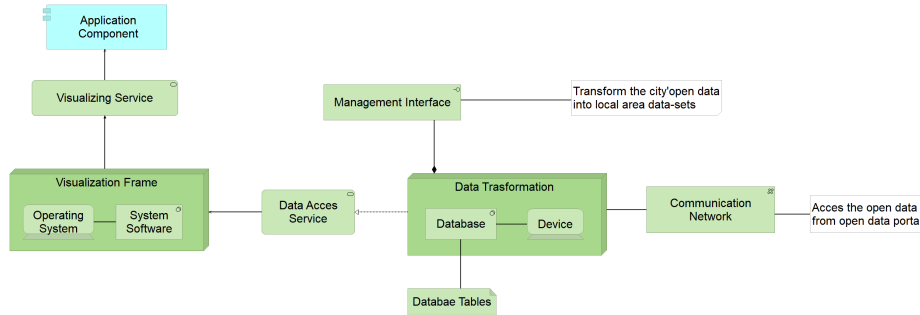 Application
Component
Visualizing Service
Management Interface
Transform the city'open data
into local area data-sets
Visualization Frame
Operating
System
System
Software
Data Acces
Service
Data Trasformation
Database
Device
Communication
Network
Acces the open data
from open data porta
Databae Tables